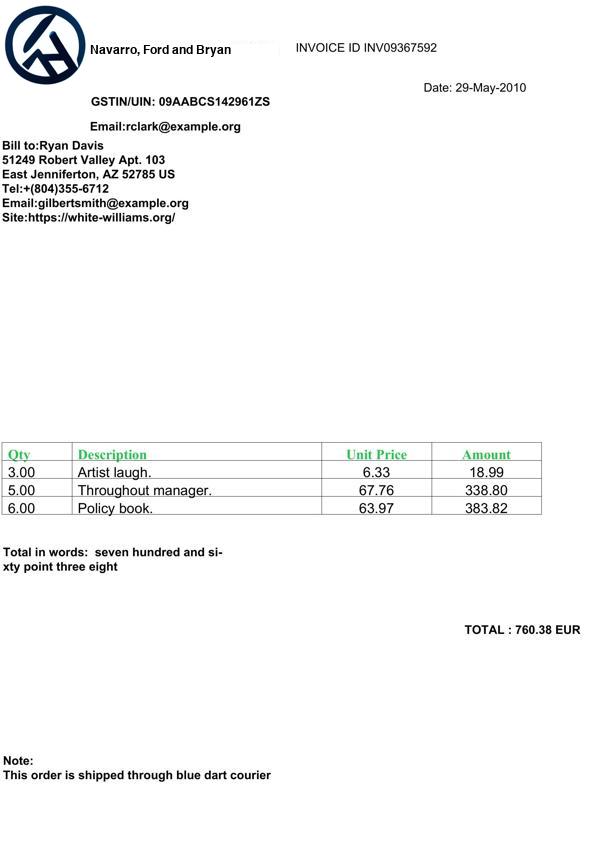 Navarro, Ford and Bryan
INVOICE ID INV09367592
Date: 29-May-2010
GSTIN/UIN: 09AABCS142961ZS
Email:rclark@example.org
Bill to:Ryan Davis
51249 Robert Valley Apt. 103
East Jenniferton, AZ 52785 US
Tel:+(804)355-6712
Email:gilbertsmith@example.org
Site:https://white-williams.org/
Qty Description Unit Price Amount
3.00 Artist laugh. 6.33 18.99
5.00 Throughout manager. 67.76 338.80
6.00 Policy book. 63.97 383.82
Total in words:  seven hundred and si-
xty point three eight
TOTAL : 760.38 EUR
Note:
This order is shipped through blue dart courier